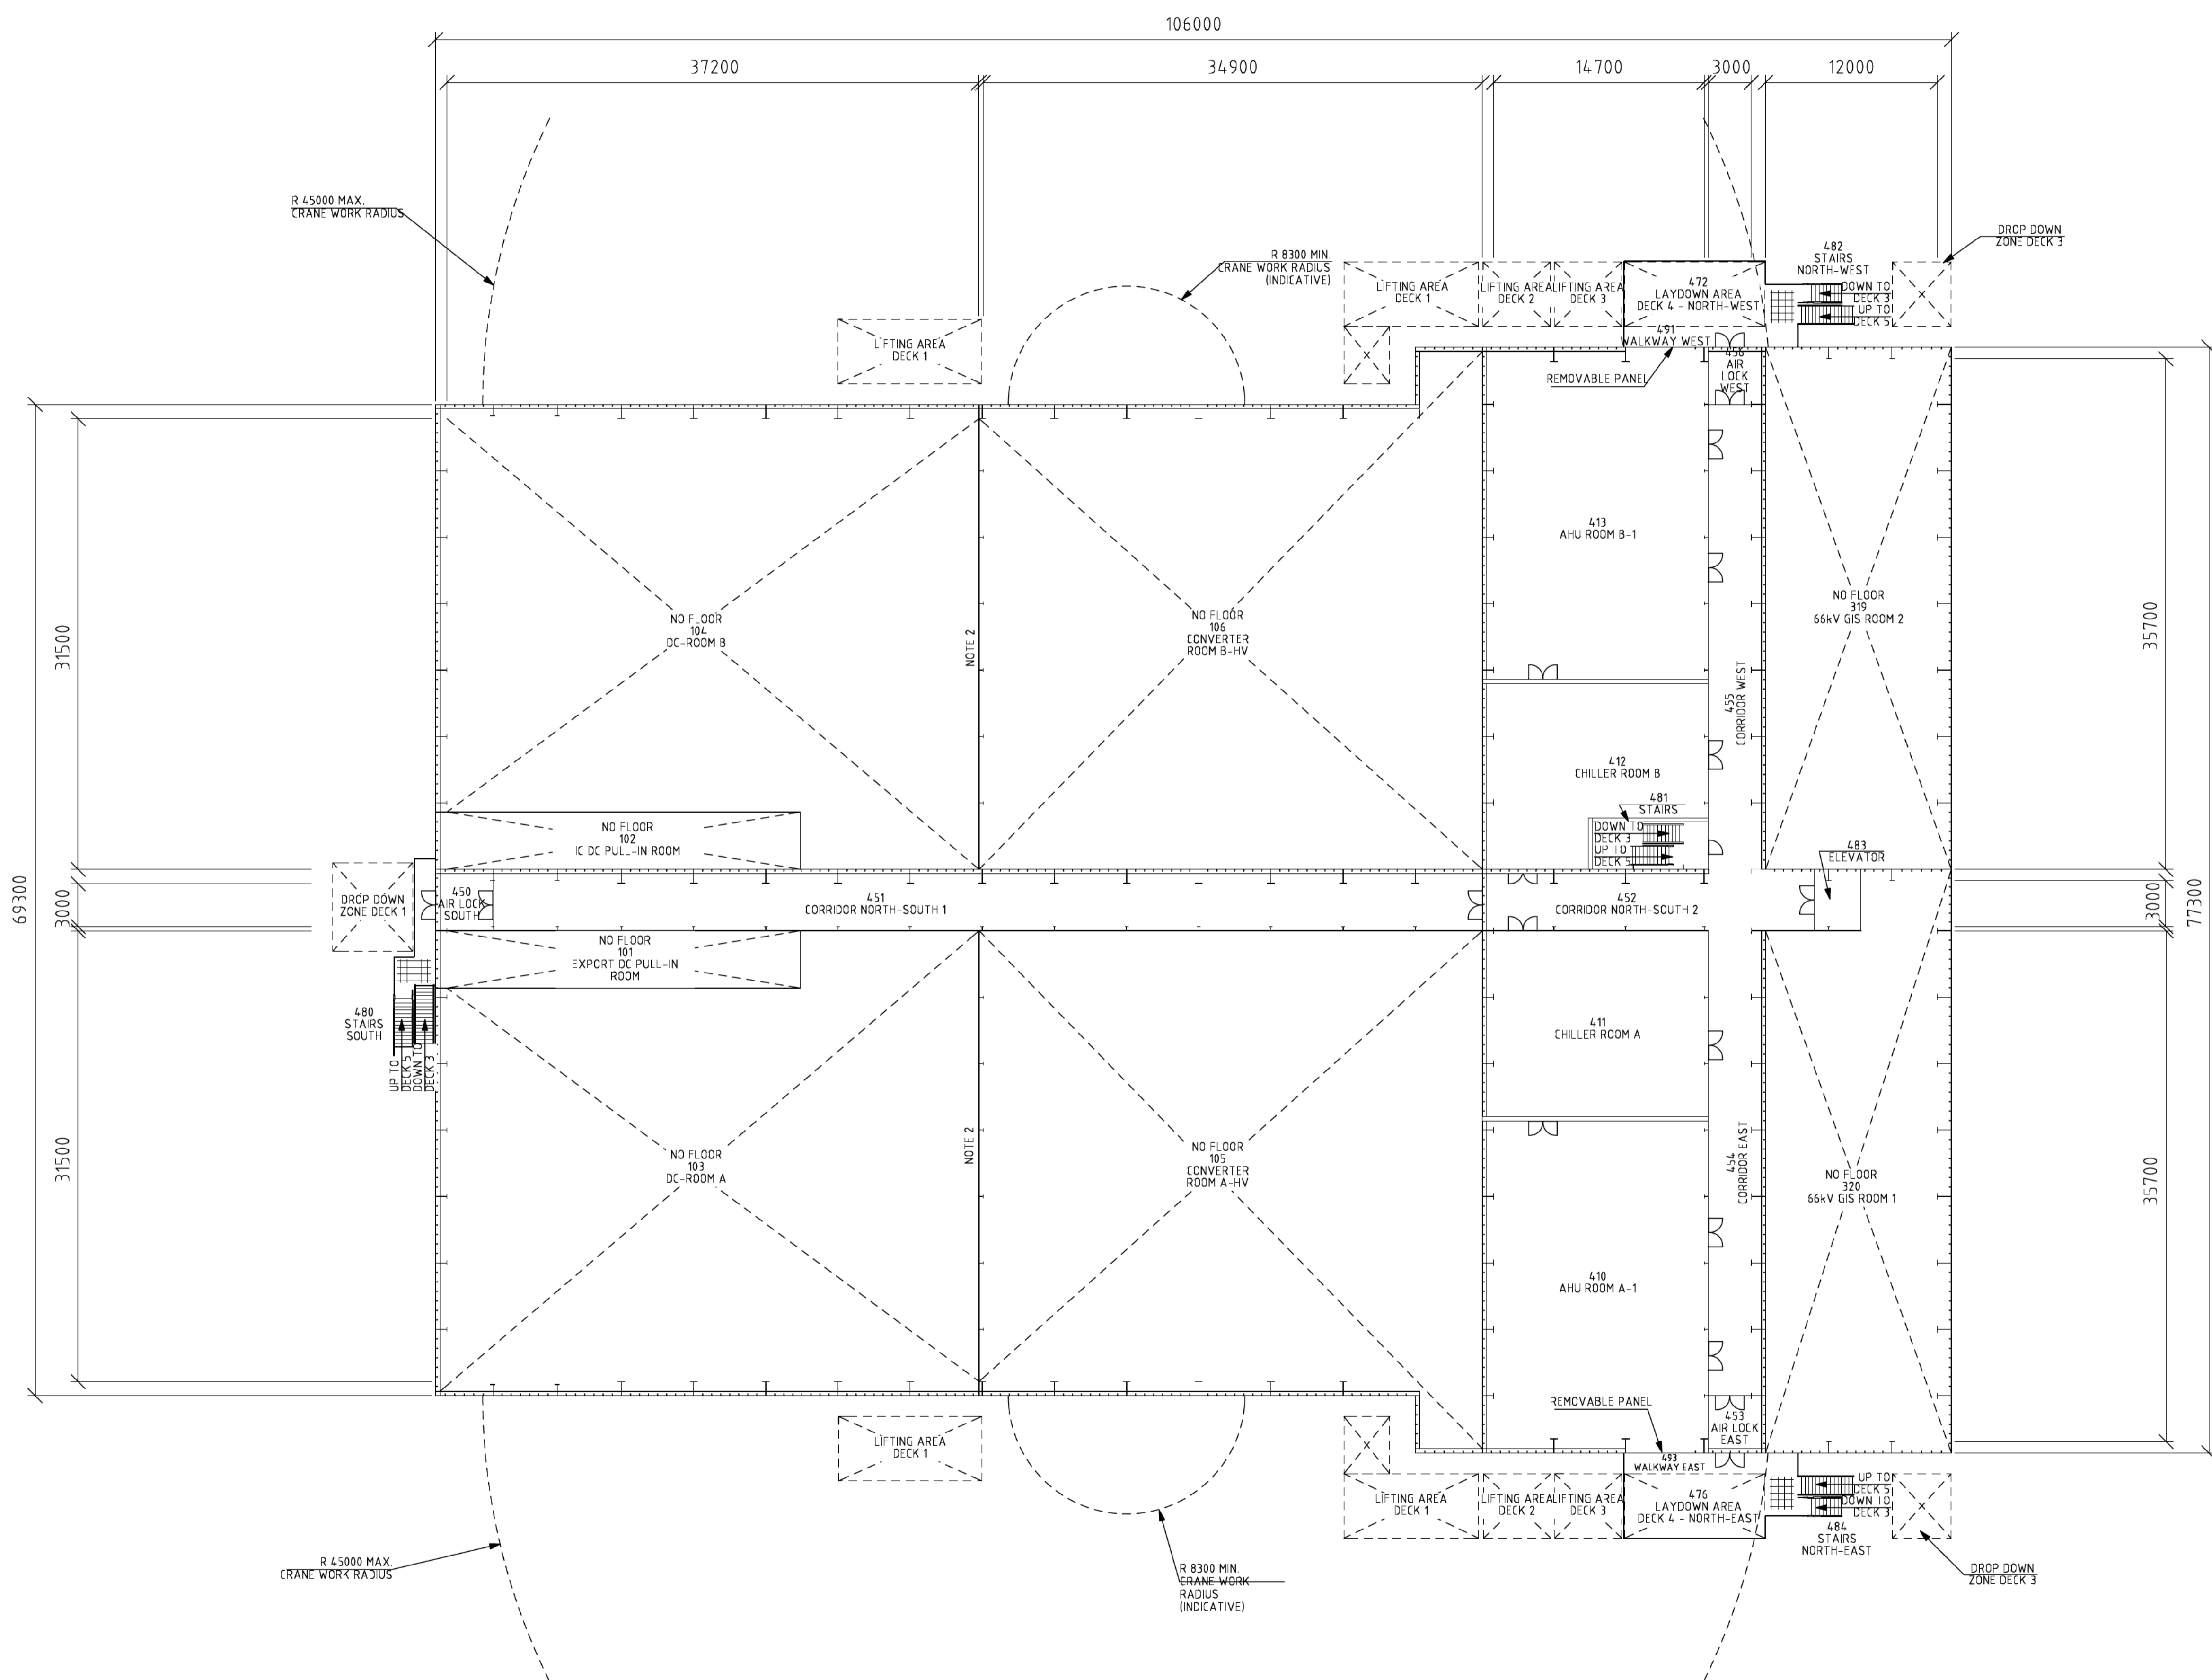 106000
37200
34900
14700
3000
12000
R 45000 MAX.
CRANE WORK RADIUS
R 8300 MIN.
CRANE WORK RADIUS
(INDICATIVE)
LIFTING AREA
DECK 1
LIFTING AREA
DECK 1
LIFTING AREA
DECK 2
LIFTING AREA
DECK 3
472
LAYDOWN AREA
DECK 4 - NORTH-WEST
482
STAIRS
NORTH-WEST
DOWN TO
DECK 3
UP TO
DECK 5
DROP DOWN
ZONE DECK 3
491
WALKWAY WEST
REMOVABLE PANEL
456
AIR
LOCK
WEST
69300
31500
3000
31500
NO FLOOR
104
DC-ROOM B
NOTE 2
NO FLOOR
106
CONVERTER
ROOM B-HV
413
AHU ROOM B-1
455
CORRIDOR WEST
NO FLOOR
319
66kV GIS ROOM 2
35700
3000
35700
77300
412
CHILLER ROOM B
481
STAIRS
DOWN TO
DECK 3
UP TO
DECK 5
483
ELEVATOR
NO FLOOR
102
IC DC PULL-IN ROOM
DROP DOWN
ZONE DECK 1
450
AIR LOCK
SOUTH
451
CORRIDOR NORTH-SOUTH 1
452
CORRIDOR NORTH-SOUTH 2
NO FLOOR
101
EXPORT DC PULL-IN
ROOM
480
STAIRS
SOUTH
UP TO
DECK 5
DOWN TO
DECK 3
411
CHILLER ROOM A
NO FLOOR
103
DC-ROOM A
NOTE 2
NO FLOOR
105
CONVERTER
ROOM A-HV
454
CORRIDOR EAST
NO FLOOR
320
66kV GIS ROOM 1
410
AHU ROOM A-1
REMOVABLE PANEL
453
AIR LOCK
EAST
493
WALKWAY EAST
LIFTING AREA
DECK 1
LIFTING AREA
DECK 1
LIFTING AREA
DECK 2
LIFTING AREA
DECK 3
476
LAYDOWN AREA
DECK 4 - NORTH-EAST
UP TO
DECK 5
DOWN TO
DECK 3
484
STAIRS
NORTH-EAST
DROP DOWN
ZONE DECK 3
R 45000 MAX.
CRANE WORK RADIUS
R 8300 MIN.
CRANE WORK
RADIUS
(INDICATIVE)